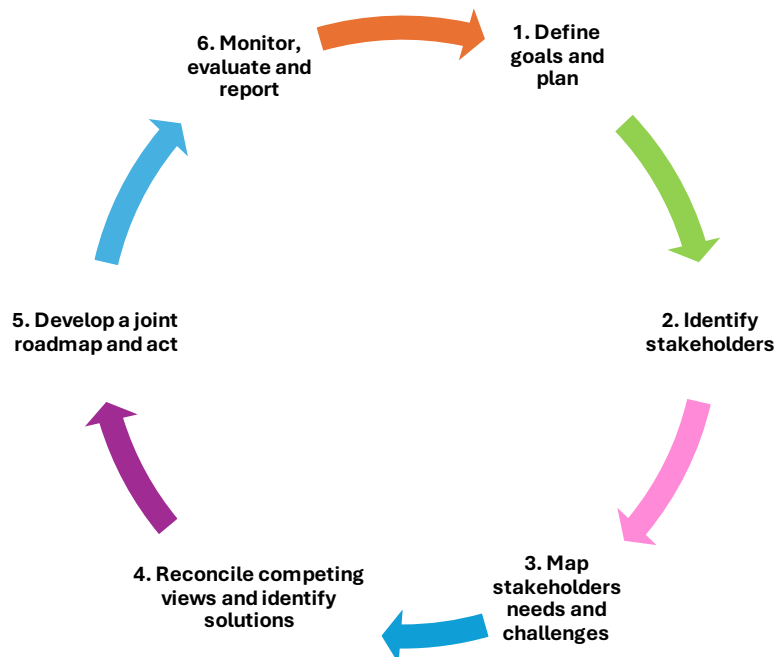 1. Define
goals and
plan
2. Identify
stakeholders
3. Map
stakeholders
needs and
challenges
4. Reconcile competing
views and identify
solutions
5. Develop a joint
roadmap and act
6. Monitor,
evaluate and
report